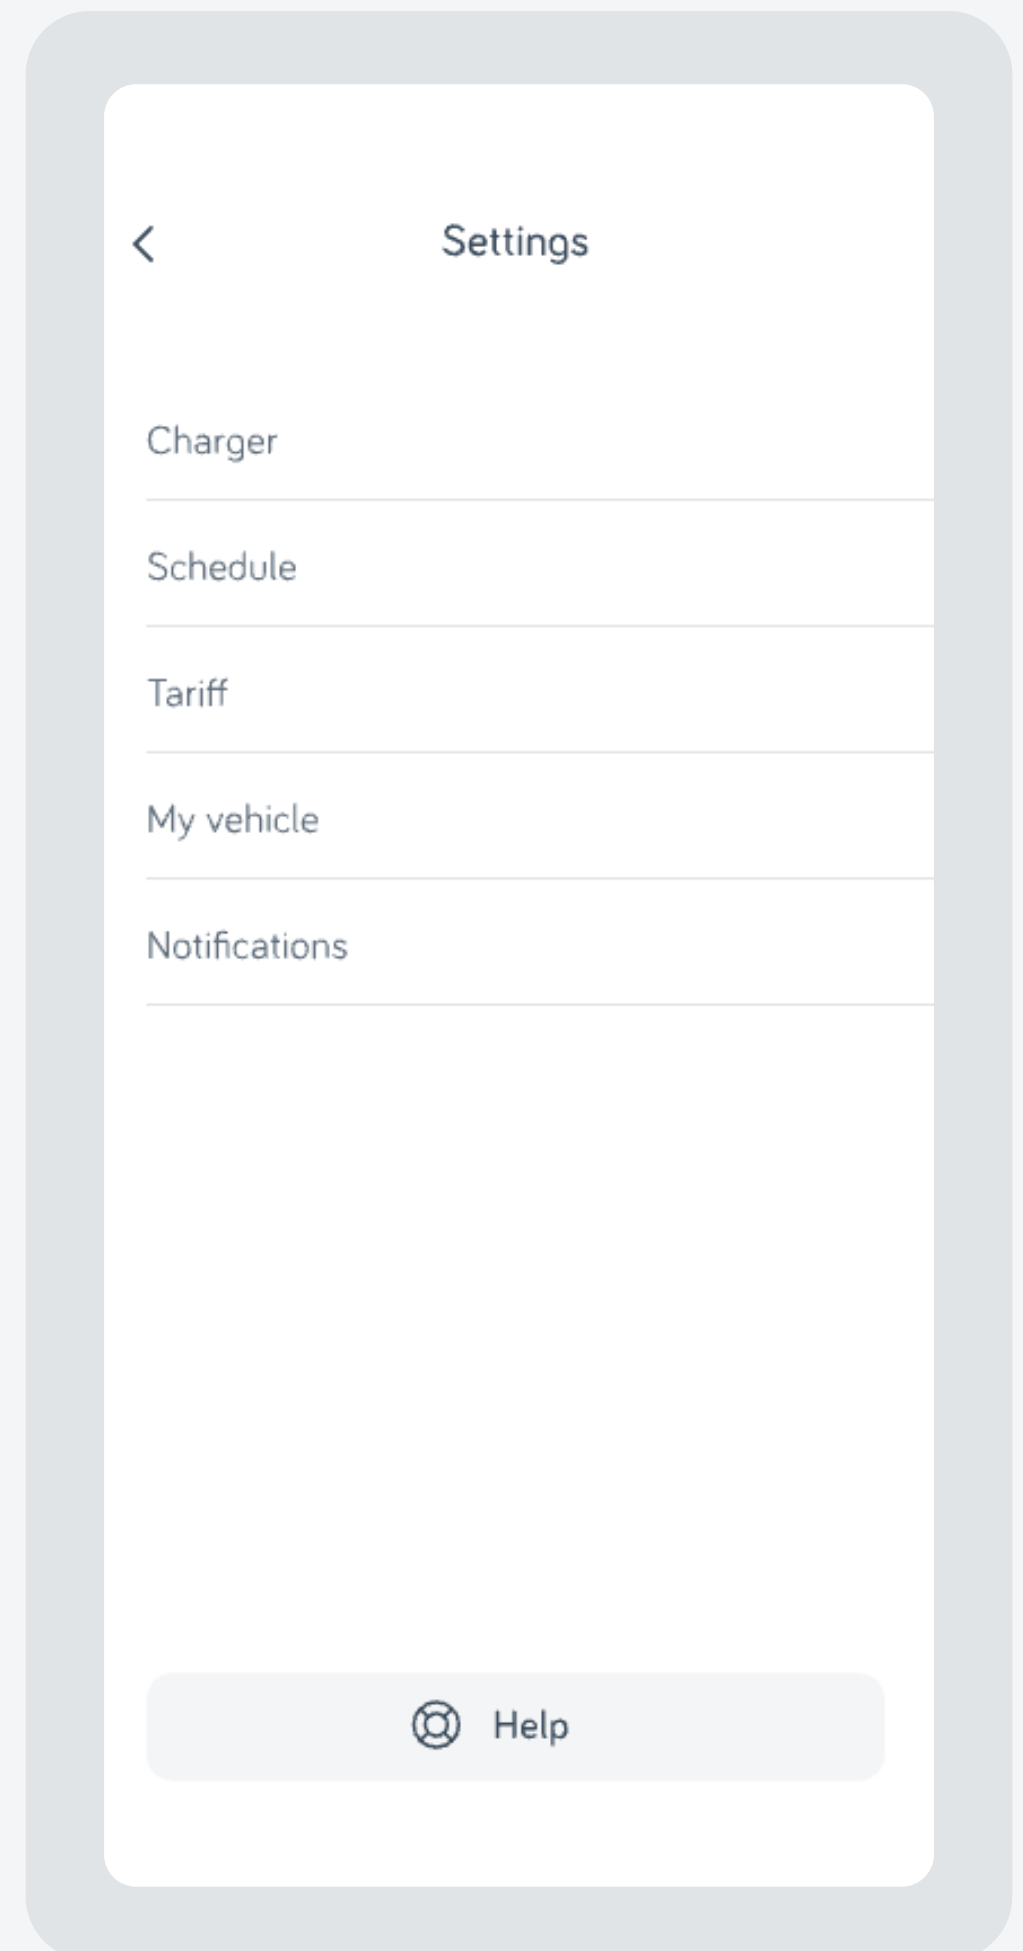 Settings
Charger
Schedule
Tariff
My vehicle
Notifications
Help